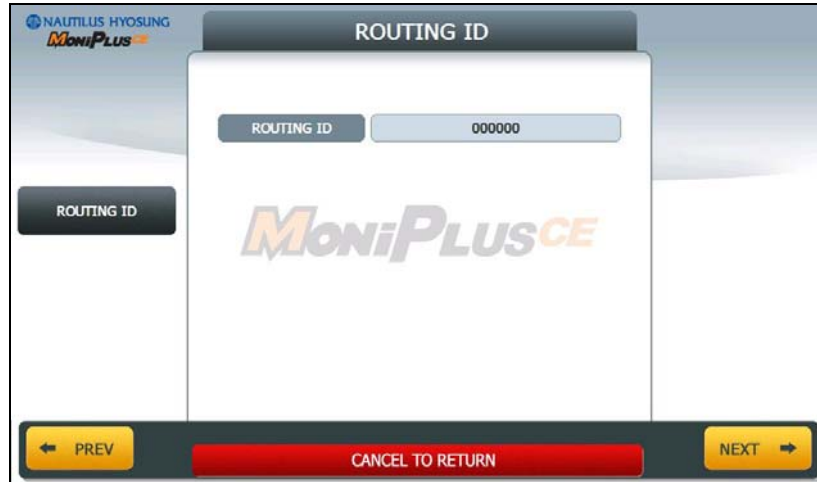 NAUTILUS HYOSUNG
MoniPlusCE
ROUTING ID
ROUTING ID
000000
ROUTING ID
MoniPlusCE
PREV
CANCEL TO RETURN
NEXT